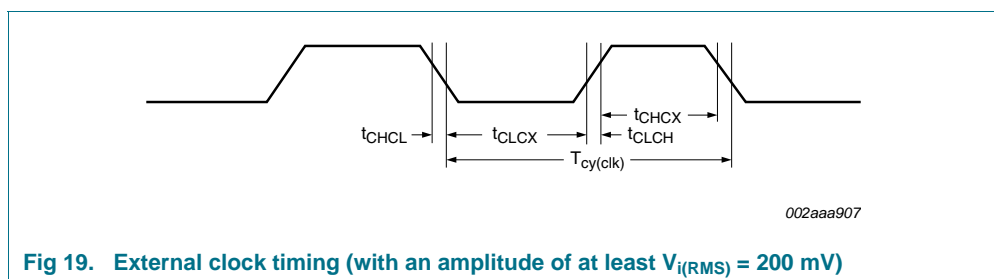 tCHCX
tCHCL tCLCX tCLCH
Tcy(clk)
002aaa907
Fig 19. External clock timing (with an amplitude of at least Vi(RMS) = 200 mV)